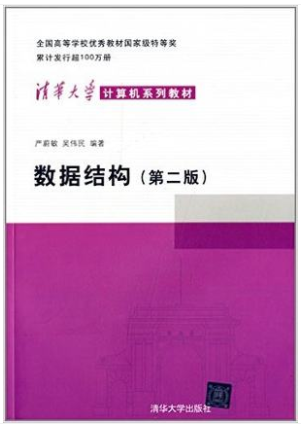 全国高等学校优秀教材国家级特等奖
累计发行超100万册
清华大学 计算机系列教材
严蔚敏 吴伟民 编著
数据结构（第二版）
清华大学出版社